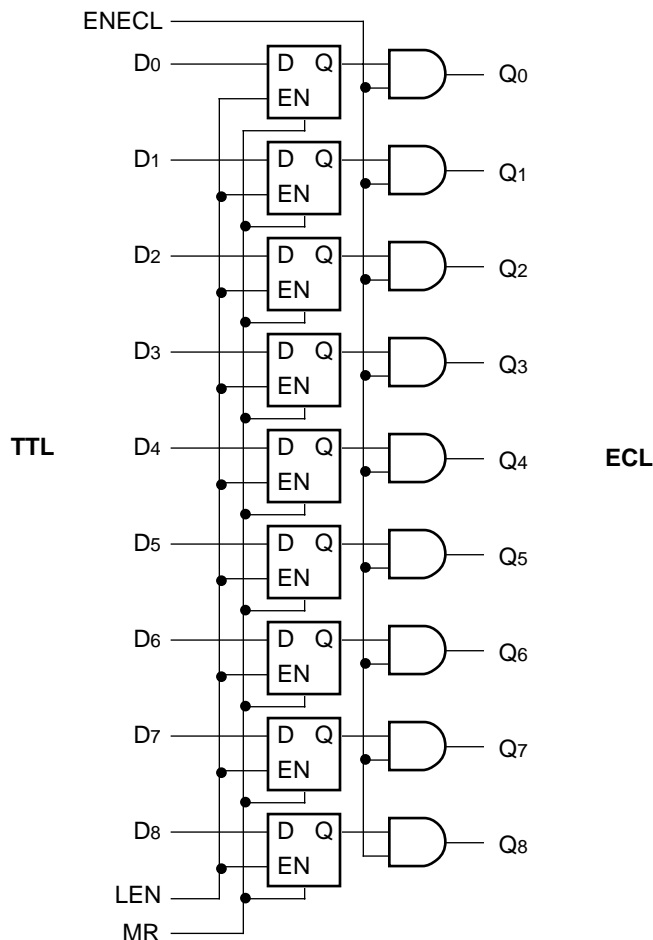 ENECL
D0 D Q Q0
EN
D1 D Q Q1
EN
D2 D Q Q2
EN
D3 D Q Q3
EN
TTL D4 D Q Q4 ECL
EN
D5 D Q Q5
EN
D6 D Q Q6
EN
D7 D Q Q7
EN
D8 D Q Q8
EN
LEN
MR